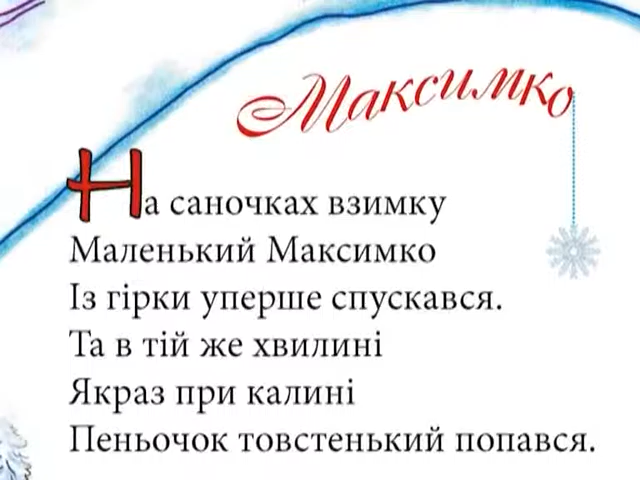 Максимко
На саночках взимку
Маленький Максимко
Із гірки уперше спускався.
Та в тій же хвилині
Якраз при калині
Пеньочок товстенький попався.